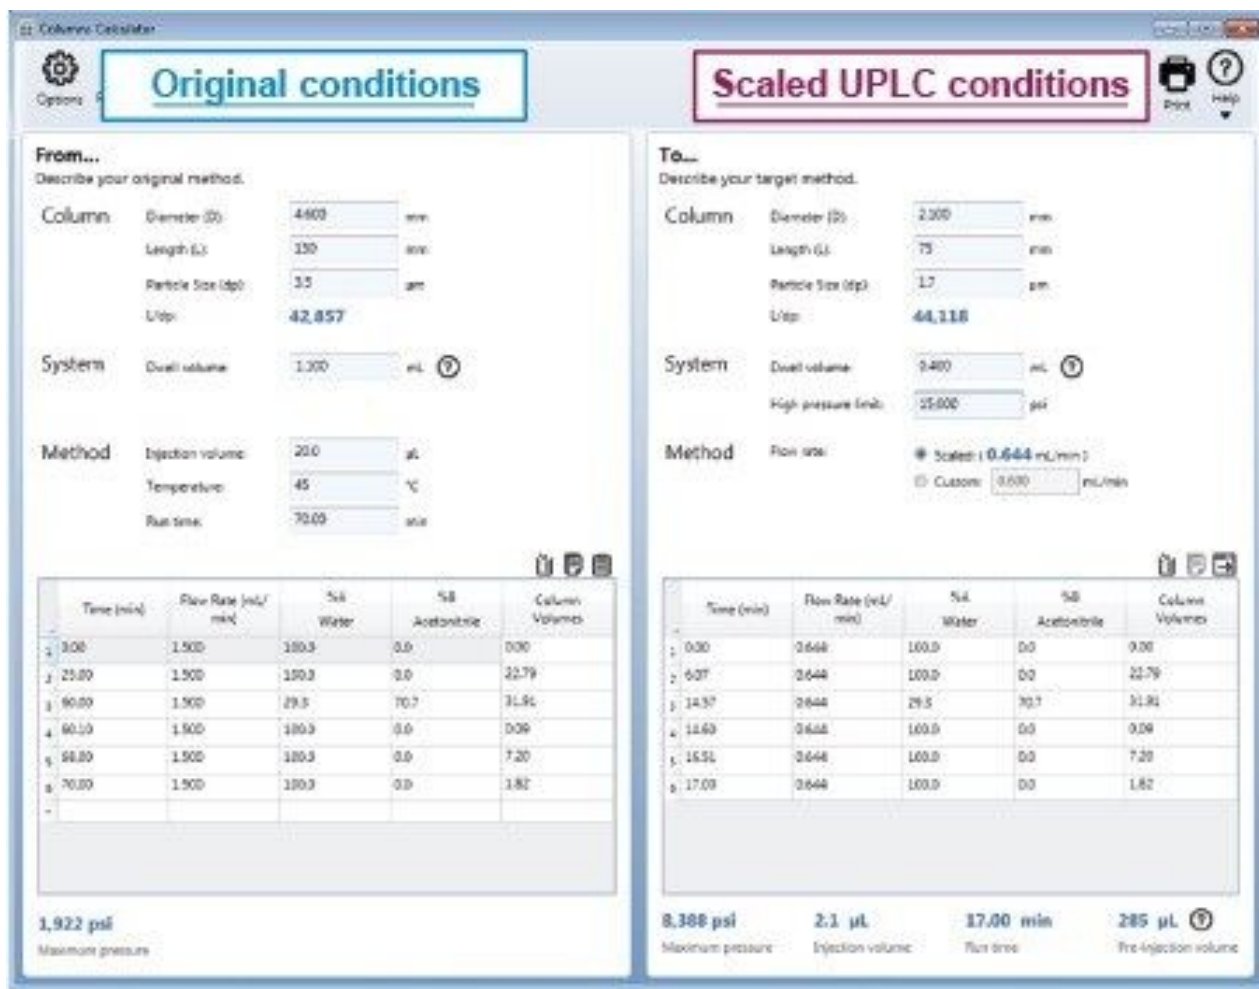 Columns Calculator
Options
Original conditions
Scaled UPLC conditions
Print
Help
From...
Describe your original method.
Column
Diameter (D):
4.600
mm
Length (L):
150
mm
Particle Size (dp):
3.5
µm
L/dp:
42,857
System
Dwell volume:
mL
?
Method
Injection volume:
20.0
µL
Temperature:
45
°C
Run time:
70.00
min
Time (min)
Flow Rate (mL/
min)
%A
Water
%B
Acetonitrile
Column
Volumes
1 0.00 1.500 100.0 0.0 0.00
2 25.00 1.500 100.0 0.0 22.79
3 60.00 1.500 29.3 70.7 31.91
4 60.10 1.500 100.0 0.0 0.09
5 68.00 1.500 100.0 0.0 7.20
6 70.00 1.500 100.0 0.0 1.82
1,922 psi
Maximum pressure
To...
Describe your target method.
Column
Diameter (D):
2.100
mm
Length (L):
75
mm
Particle Size (dp):
1.7
µm
L/dp:
44,118
System
Dwell volume:
0.400
mL
?
High pressure limit:
15,000
psi
Method
Flow rate:
Scaled: ( 0.644 mL/min )
Custom: 0.600 mL/min
Time (min)
Flow Rate (mL/
min)
%A
Water
%B
Acetonitrile
Column
Volumes
1 0.00 0.644 100.0 0.0 0.00
2 6.07 0.644 100.0 0.0 22.79
3 14.57 0.644 29.3 70.7 31.91
4 0.644 100.0 0.0 0.09
5 0.644 100.0 0.0 7.20
6 17.00 0.644 100.0 0.0 1.82
8,388 psi
Maximum pressure
2.1 µL
Injection volume
17.00 min
Run time
285 µL
?
Pre-injection volume